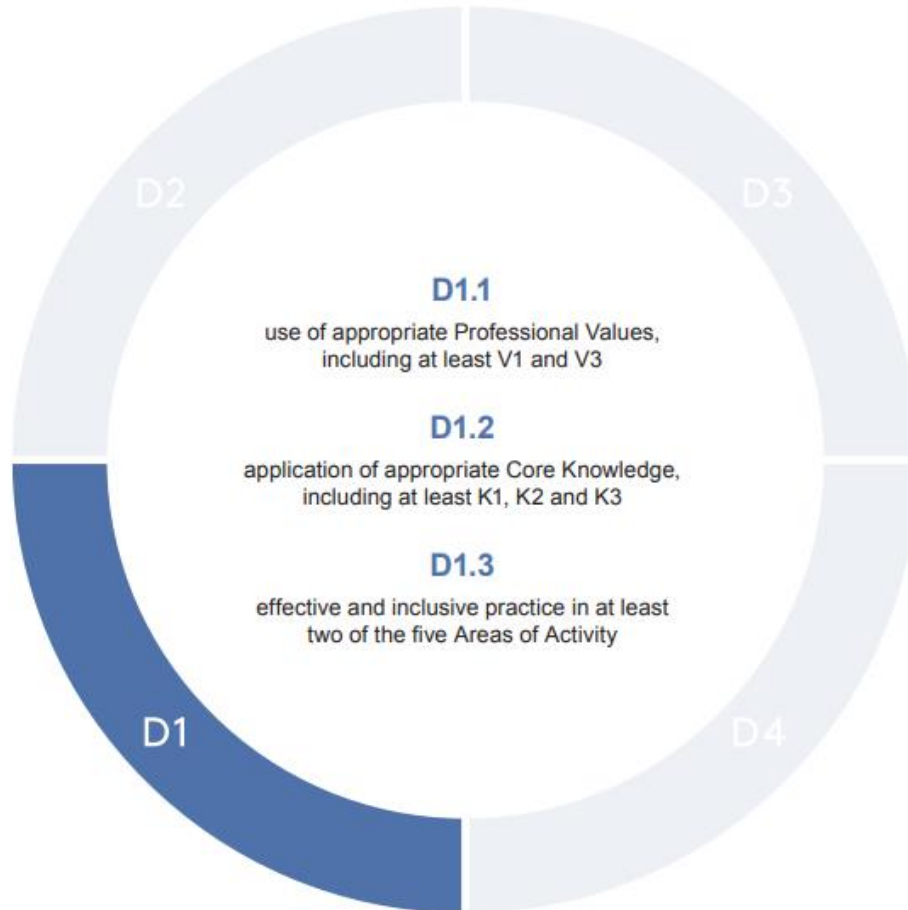 D2
D3
D1.1
use of appropriate Professional Values,
including at least V1 and V3
D1.2
application of appropriate Core Knowledge,
including at least K1, K2 and K3
D1.3
effective and inclusive practice in at least
two of the five Areas of Activity
D1
D4